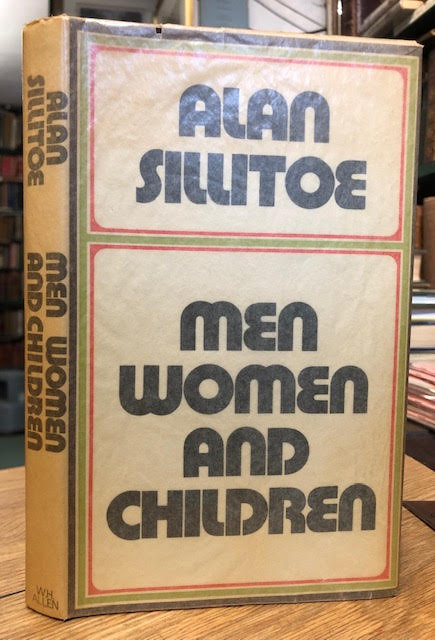 ALAN
SILLITOE
MEN
WOMEN
AND
CHILDREN
ALAN
SILLITOE
MEN WOMEN
AND CHILDREN
W.H.
ALLEN